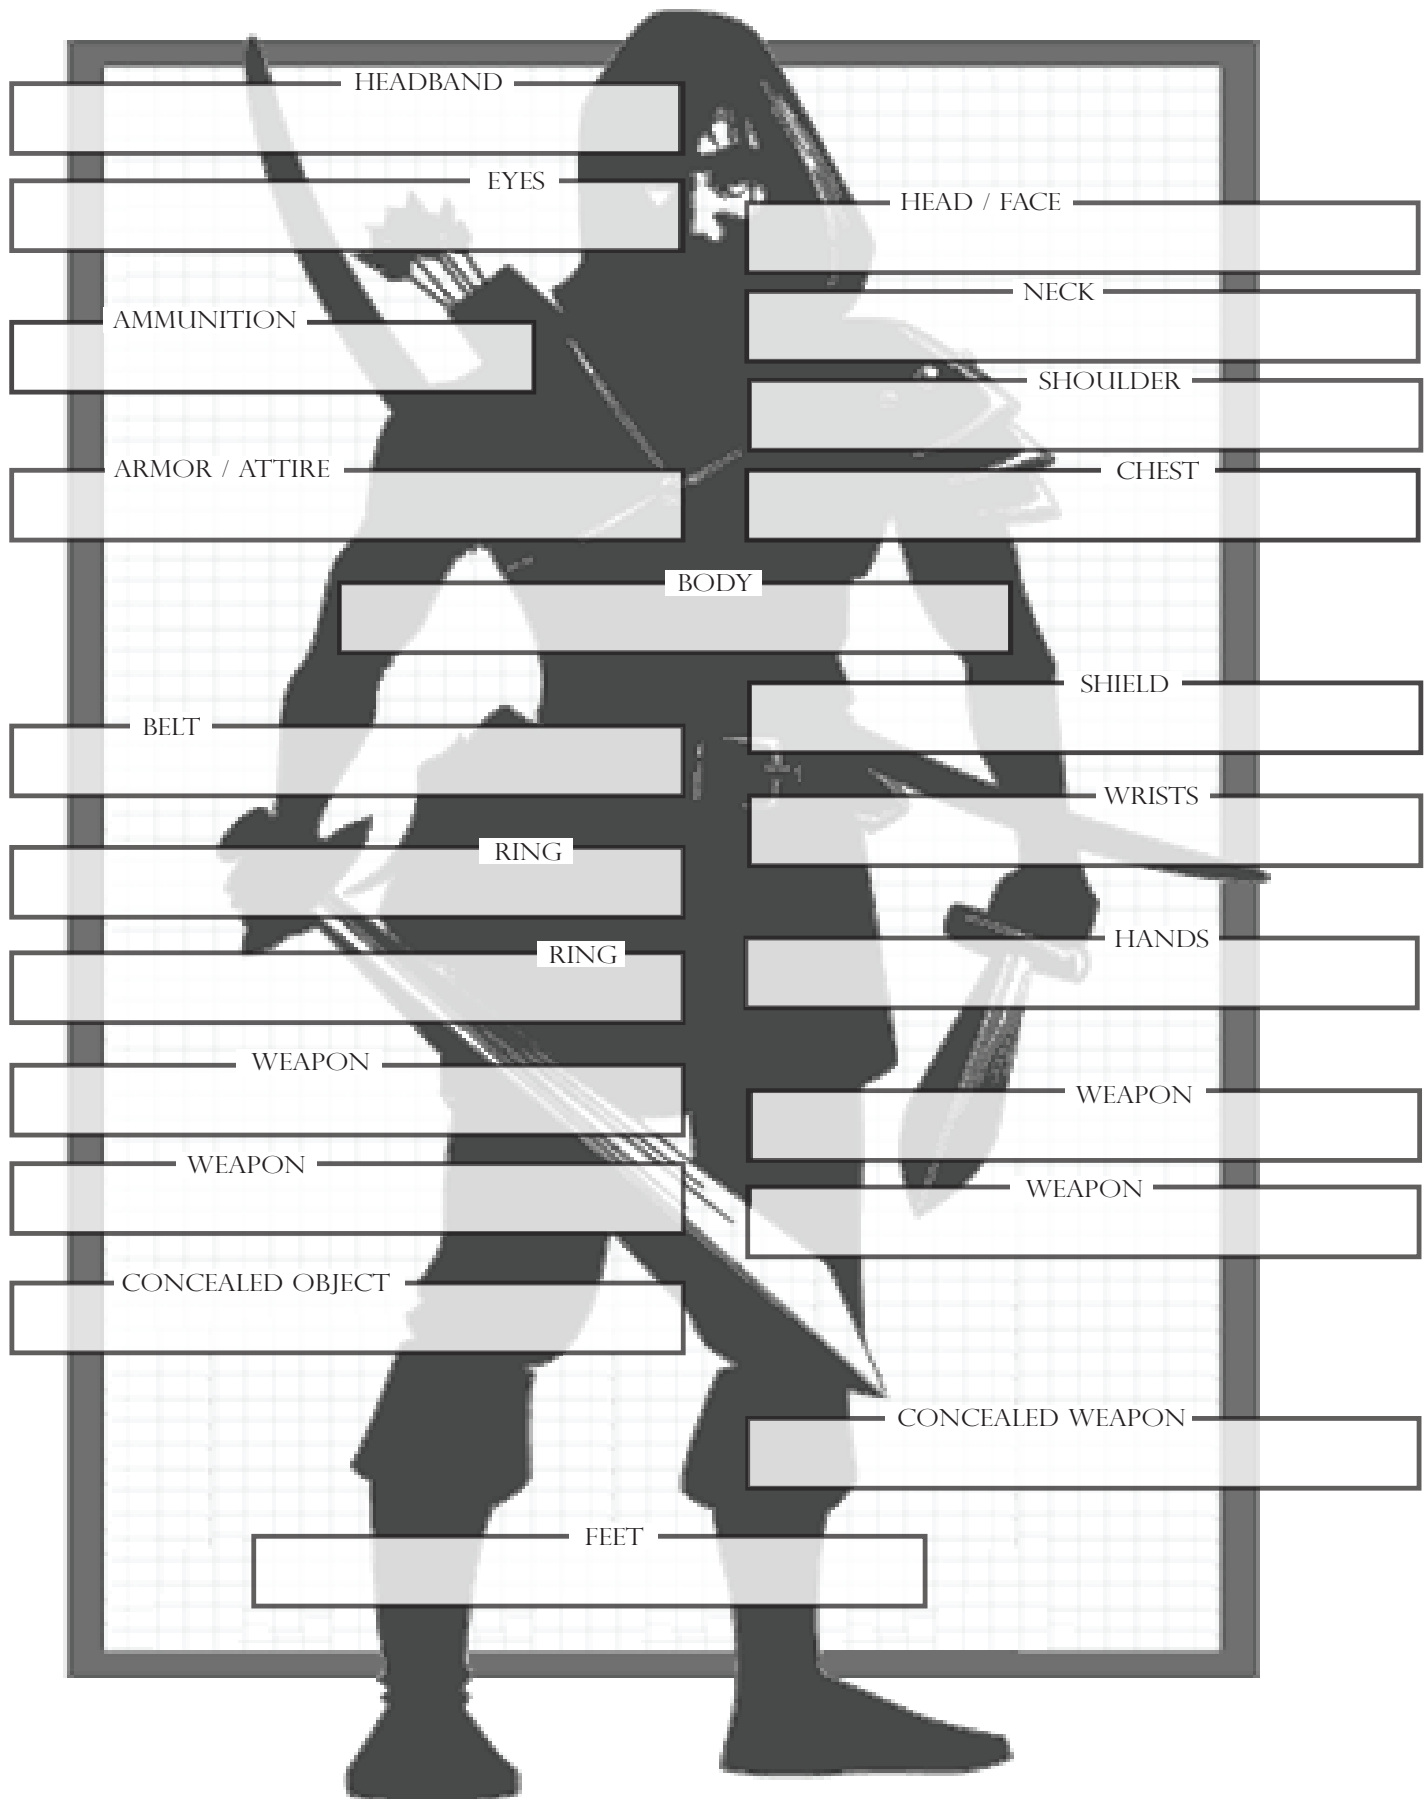 HEADBAND
EYES
HEAD / FACE
NECK
AMMUNITION
SHOULDER
ARMOR / ATTIRE
CHEST
BODY
SHIELD
BELT
WRISTS
RING
HANDS
RING
WEAPON
WEAPON
WEAPON
WEAPON
CONCEALED OBJECT
CONCEALED WEAPON
FEET